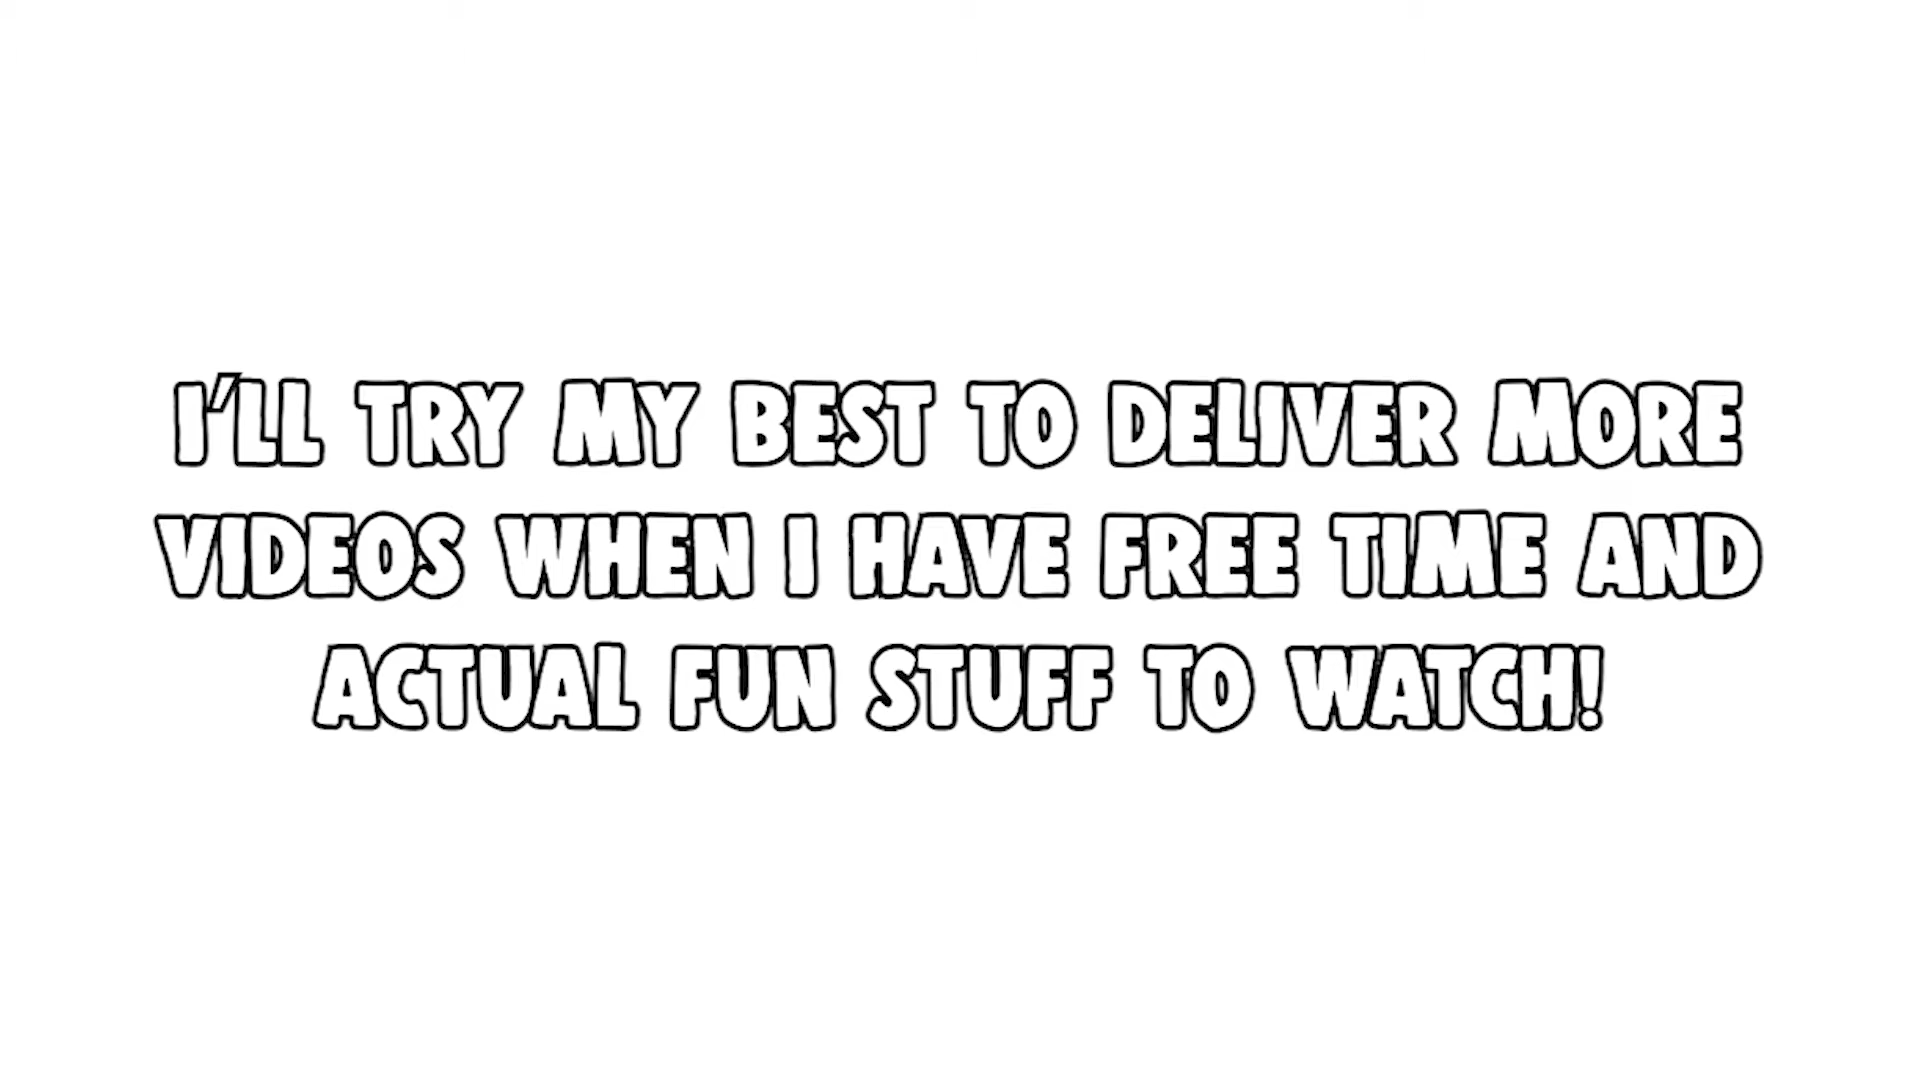 I'LL TRY MY BEST TO DELIVER MORE
VIDEOS WHEN I HAVE FREE TIME AND
ACTUAL FUN STUFF TO WATCH!